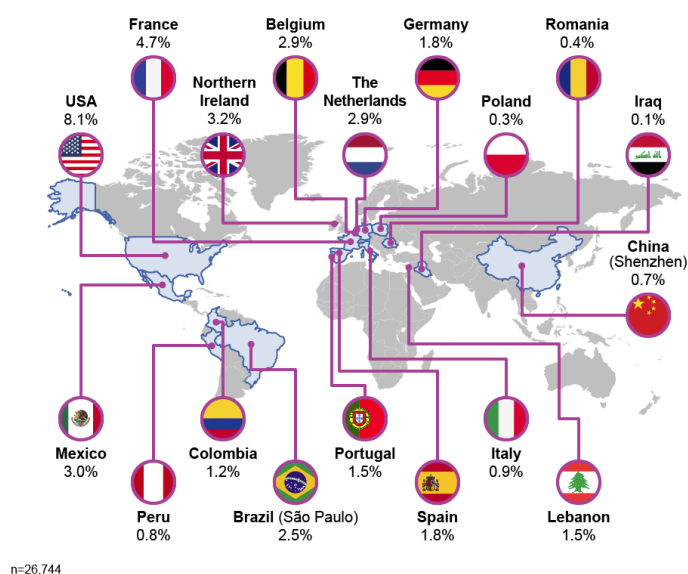 France
4.7%
Belgium
2.9%
Germany
1.8%
Romania
0.4%
USA
8.1%
Northern
Ireland
3.2%
The
Netherlands
2.9%
Poland
0.3%
Iraq
0.1%
China
(Shenzhen)
0.7%
Mexico
3.0%
Colombia
1.2%
Portugal
1.5%
Italy
0.9%
Peru
0.8%
Brazil (São Paulo)
2.5%
Spain
1.8%
Lebanon
1.5%
n=26.744